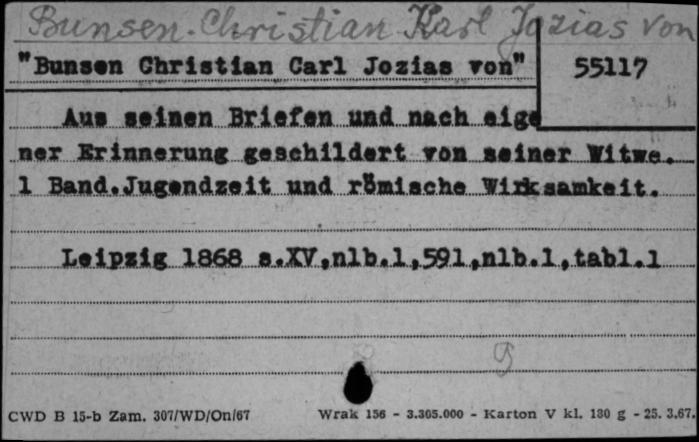 Bunsen. Christian Karl Jozias von
"Bunsen Christian Carl Jozias von"
55117
Aus seinen Briefen und nach eige
ner Erinnerung geschildert von seiner Witwe.
1 Band.Jugendzeit und römische Wirksamkeit.
Leipzig 1868 s.XV,nlb.1,591,nlb.1,tabl.1
CWD B 15-b Zam. 307/WD/On/67
Wrak 156 - 3.305.000 - Karton V kl. 180 g - 25. 3.67.